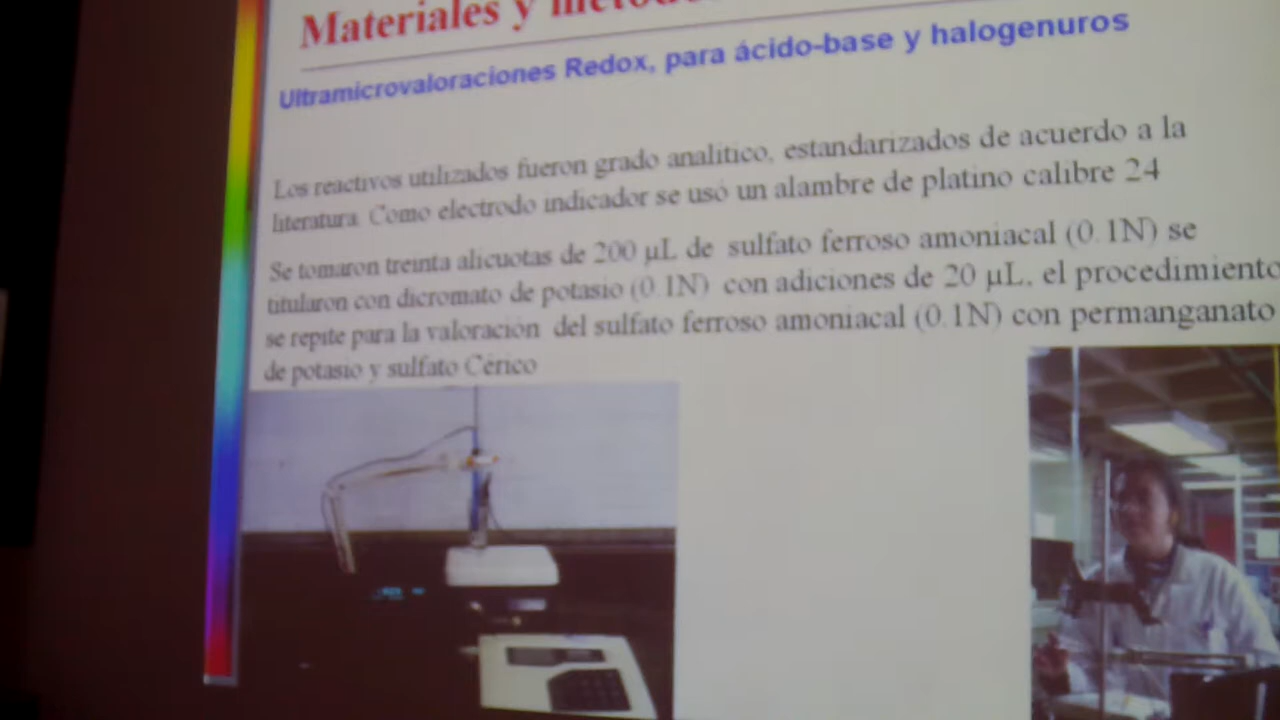 Materiales y métodos
Ultramicrovaloraciones Redox, para ácido-base y halogenuros
Los reactivos utilizados fueron grado analítico, estandarizados de acuerdo a la
literatura. Como electrodo indicador se usó un alambre de platino calibre 24
Se tomaron treinta alícuotas de 200 µL de sulfato ferroso amoniacal (0.1N) se
titularon con dicromato de potasio (0.1N) con adiciones de 20 µL, el procedimiento
se repite para la valoración del sulfato ferroso amoniacal (0.1N) con permanganato
de potasio y sulfato Cérico